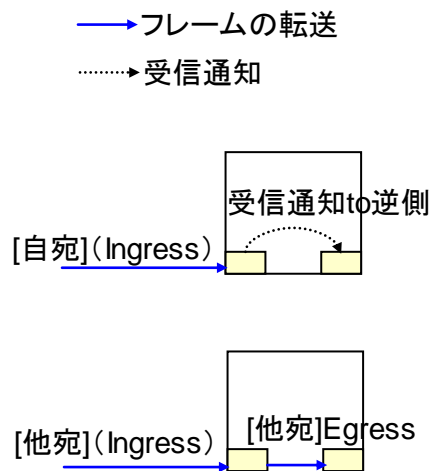 フレームの転送
受信通知
受信通知to逆側
[自宛](Ingress)
[他宛]Egress
[他宛](Ingress)